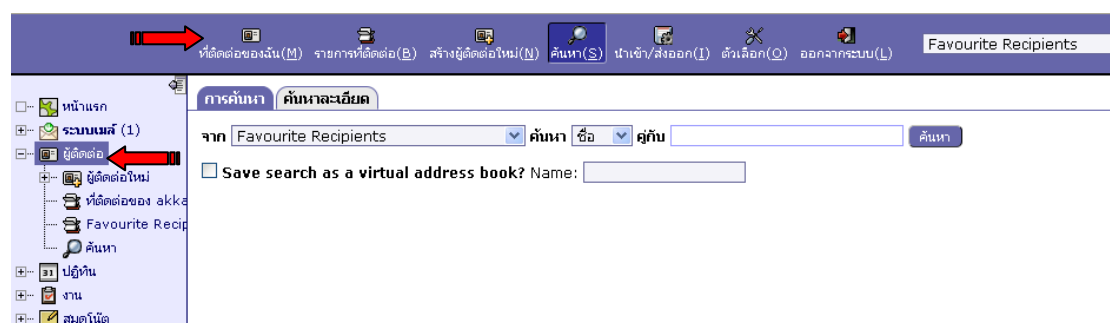 ที่ติดต่อของฉัน(M) รายการที่ติดต่อ(B) สร้างผู้ติดต่อใหม่(N) ค้นหา(S) นำเข้า/ส่งออก(I) ตัวเลือก(O) ออกจากระบบ(L) Favourite Recipients
หน้าแรก
ระบบเมล์ (1)
ผู้ติดต่อ
ผู้ติดต่อใหม่
ที่ติดต่อของ akka
Favourite Recip
ค้นหา
31 ปฏิทิน
งาน
สมุดโน้ต
การค้นหา ค้นหาละเอียด
จาก Favourite Recipients ค้นหา ชื่อ คู่กับ ค้นหา
Save search as a virtual address book? Name: